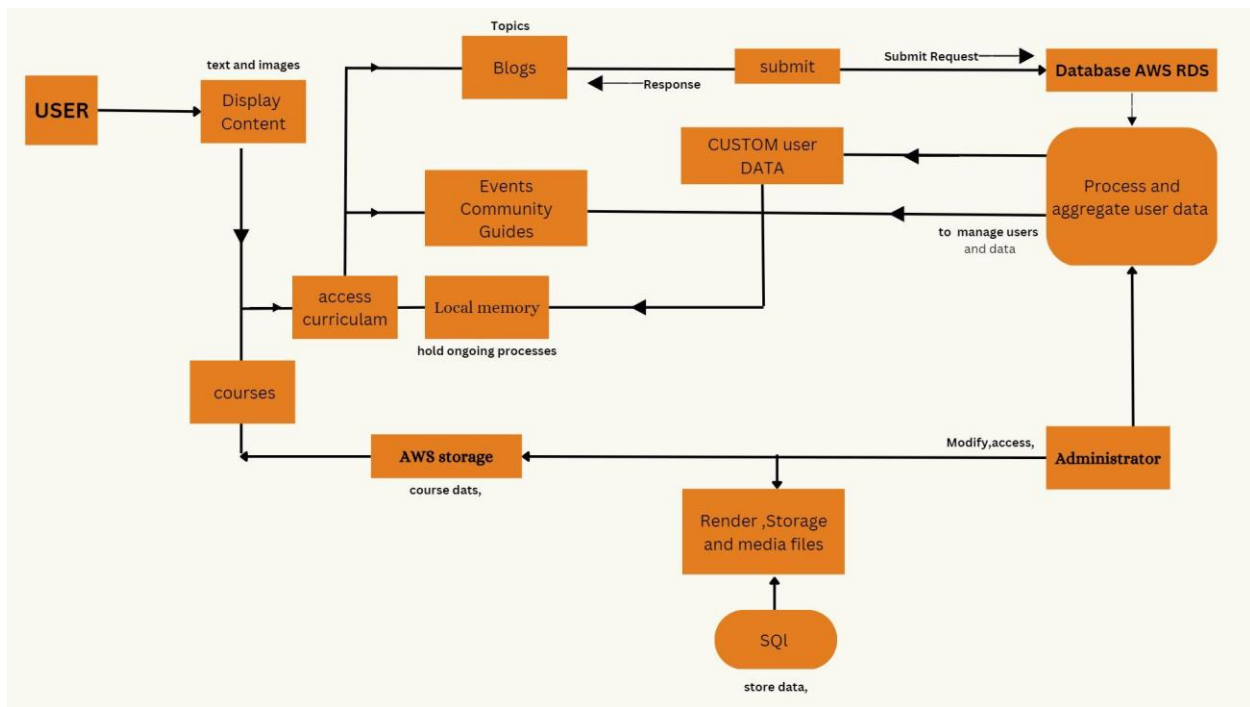 Topics
USER
text and images
Display
Content
Blogs
Response
submit
Submit Request
Database AWS RDS
CUSTOM user
DATA
Process and
aggregate user data
Events
Community
Guides
to manage users
and data
access
curriculam
Local memory
hold ongoing processes
courses
AWS storage
course dats,
Modify,access,
Administrator
Render ,Storage
and media files
SQl
store data,